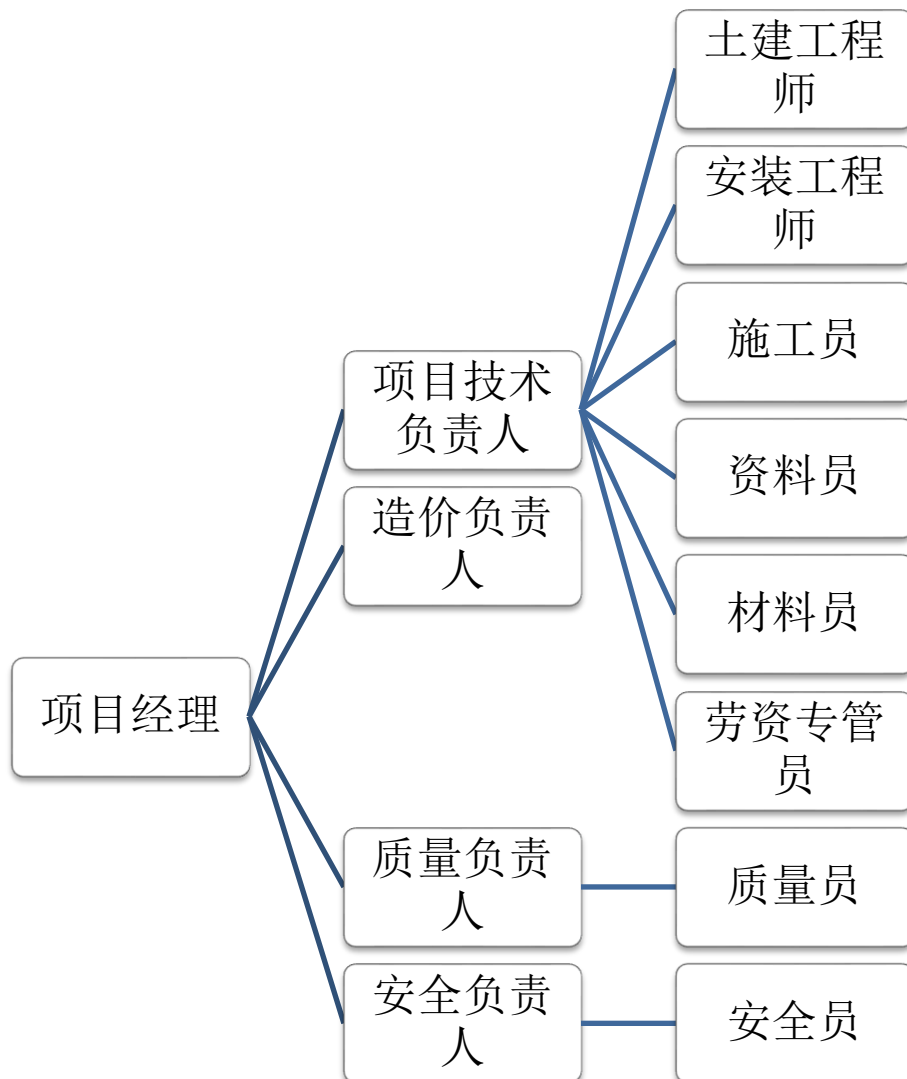 土建工程
师
安装工程
师
施工员
项目技术
负责人
资料员
造价负责
人
材料员
项目经理
劳资专管
员
质量负责
人
质量员
安全负责
人
安全员